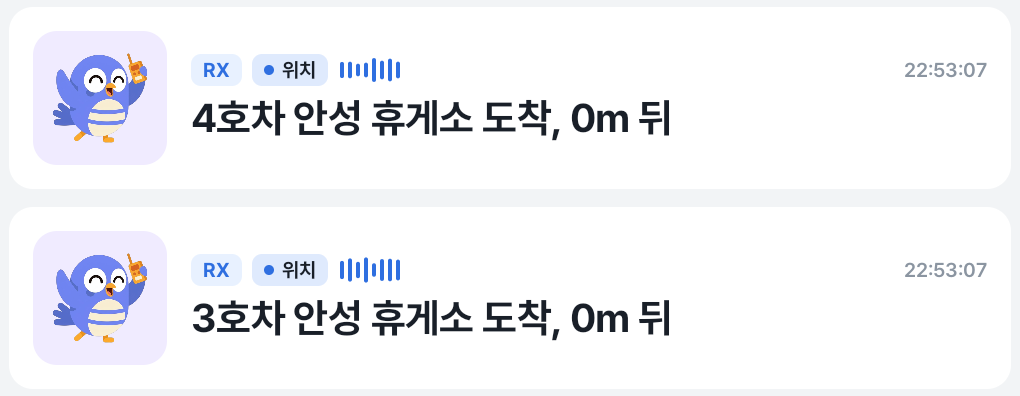 RX 위치 22:53:07
4호차 안성 휴게소 도착, 0m 뒤
RX 위치 22:53:07
3호차 안성 휴게소 도착, 0m 뒤